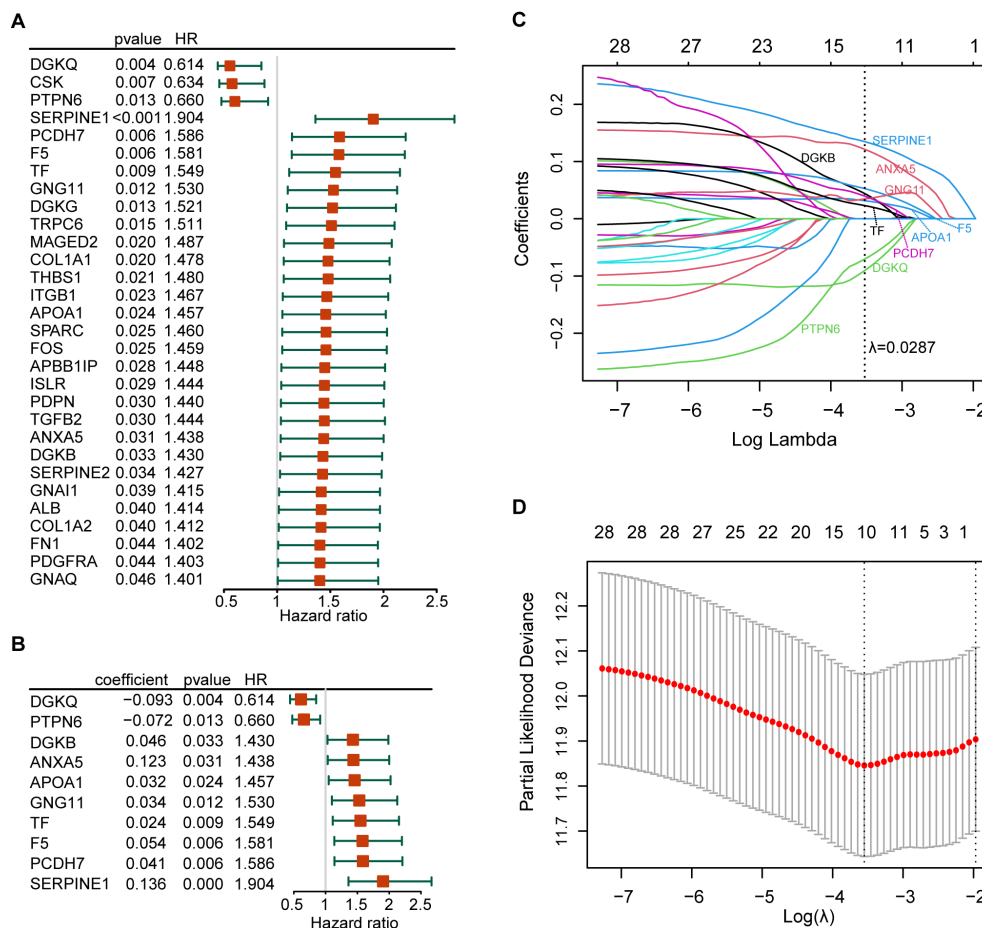 A
pvalue HR
DGKQ 0.004 0.614
CSK 0.007 0.634
PTPN6 0.013 0.660
SERPINE1 <0.001 1.904
PCDH7 0.006 1.586
F5 0.006 1.581
TF 0.009 1.549
GNG11 0.012 1.530
DGKG 0.013 1.521
TRPC6 0.015 1.511
MAGED2 0.020 1.487
COL1A1 0.020 1.478
THBS1 0.021 1.480
ITGB1 0.023 1.467
APOA1 0.024 1.457
SPARC 0.025 1.460
FOS 0.025 1.459
APBB1IP 0.028 1.448
ISLR 0.029 1.444
PDPN 0.030 1.440
TGFB2 0.030 1.444
ANXA5 0.031 1.438
DGKB 0.033 1.430
SERPINE2 0.034 1.427
GNAI1 0.039 1.415
ALB 0.040 1.414
COL1A2 0.040 1.412
FN1 0.044 1.402
PDGFRA 0.044 1.403
GNAQ 0.046 1.401
0.5 1 1.5 2 2.5
Hazard ratio
B
coefficient pvalue HR
DGKQ −0.093 0.004 0.614
PTPN6 −0.072 0.013 0.660
DGKB 0.046 0.033 1.430
ANXA5 0.123 0.031 1.438
APOA1 0.032 0.024 1.457
GNG11 0.034 0.012 1.530
TF 0.024 0.009 1.549
F5 0.054 0.006 1.581
PCDH7 0.041 0.006 1.586
SERPINE1 0.136 0.000 1.904
0.5 1 1.5 2 2.5
Hazard ratio
C
28 27 23 15 11 1
Coefficients
0.2
0.1
0.0
−0.1
−0.2
SERPINE1
DGKB
ANXA5
GNG11
TF
APOA1
F5
PCDH7
DGKQ
PTPN6
λ=0.0287
−7 −6 −5 −4 −3 −2
Log Lambda
D
28 28 28 27 25 22 20 15 10 11 5 3 1
Partial Likelihood Deviance
12.2
12.1
12.0
11.9
11.8
11.7
−7 −6 −5 −4 −3 −2
Log(λ)